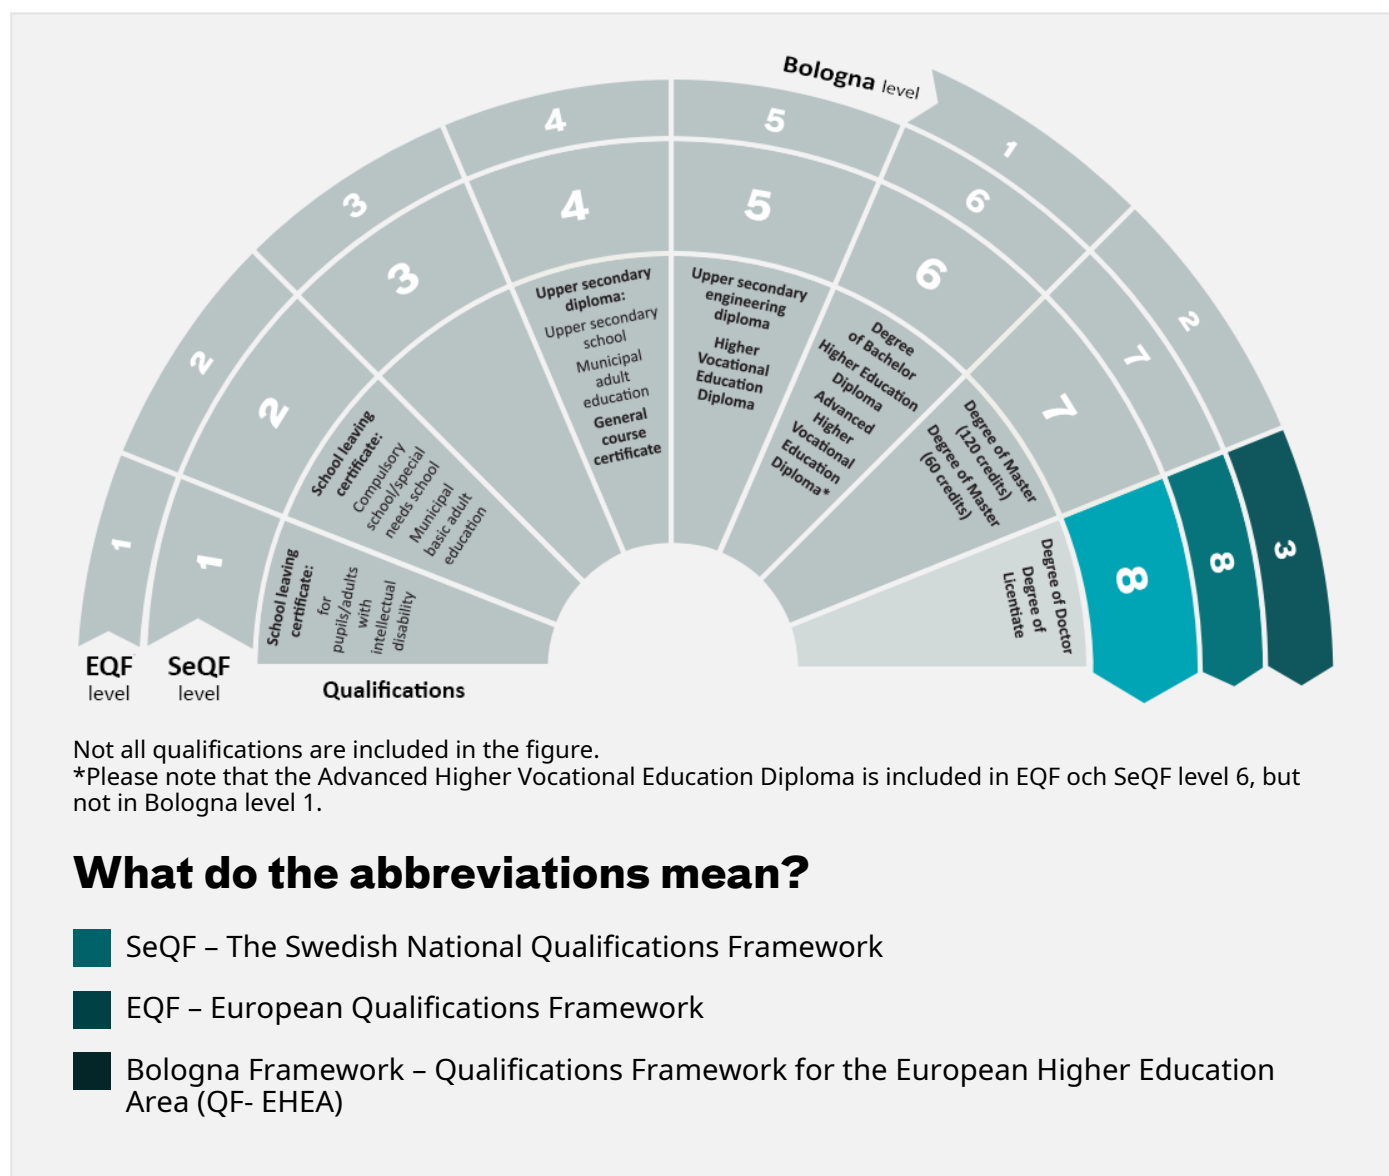 Bologna level
1
2
3
4
5
1
2
3
1
2
3
4
5
6
7
8
6
7
8
EQF
level
SeQF
level
Qualifications
School leaving
certificate:
for
pupils/adults
with
intellectual
disability
School leaving
certificate:
Compulsory
school/special
needs school
Municipal
basic adult
education
Upper secondary
diploma:
Upper secondary
school
Municipal
adult
education
General
course
certificate
Upper secondary
engineering
diploma
Higher
Vocational
Education
Diploma
Degree
of Bachelor
Higher Education
Diploma
Advanced
Higher
Vocational
Education
Diploma*
Degree of Master
(120 credits)
Degree of Master
(60 credits)
Degree of Doctor
Degree of
Licentiate
Not all qualifications are included in the figure.
*Please note that the Advanced Higher Vocational Education Diploma is included in EQF och SeQF level 6, but
not in Bologna level 1.
What do the abbreviations mean?
SeQF – The Swedish National Qualifications Framework
EQF – European Qualifications Framework
Bologna Framework – Qualifications Framework for the European Higher Education
Area (QF- EHEA)